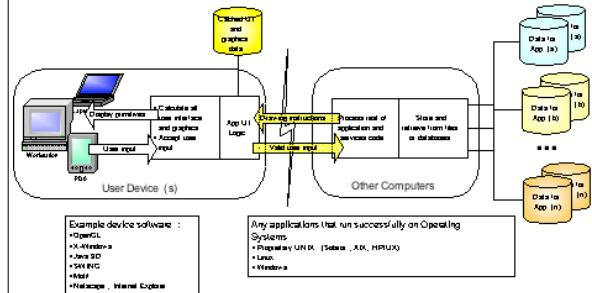 Cached UI
and
graphics
data
Data for
App (a)
Data for
App (b)
Data for
App (n)
Display primitives
User input
Workstation
PDA
• Calculate all
user interface
and graphics
• Accept user
input
App UI
Logic
Drawing instructions
Valid user input
Process rest of
application and
services code
Store and
retrieve from files
or databases
User Device (s)
Other Computers
Example device software :
• OpenGL
• X-Windows
• Java 3D
• SWING
• Motif
• Netscape , Internet Explore
Any applications that run successfully on Operating
Systems
• Proprietary UNIX (Solaris , AIX, HP/UX)
• Linux
• Windows